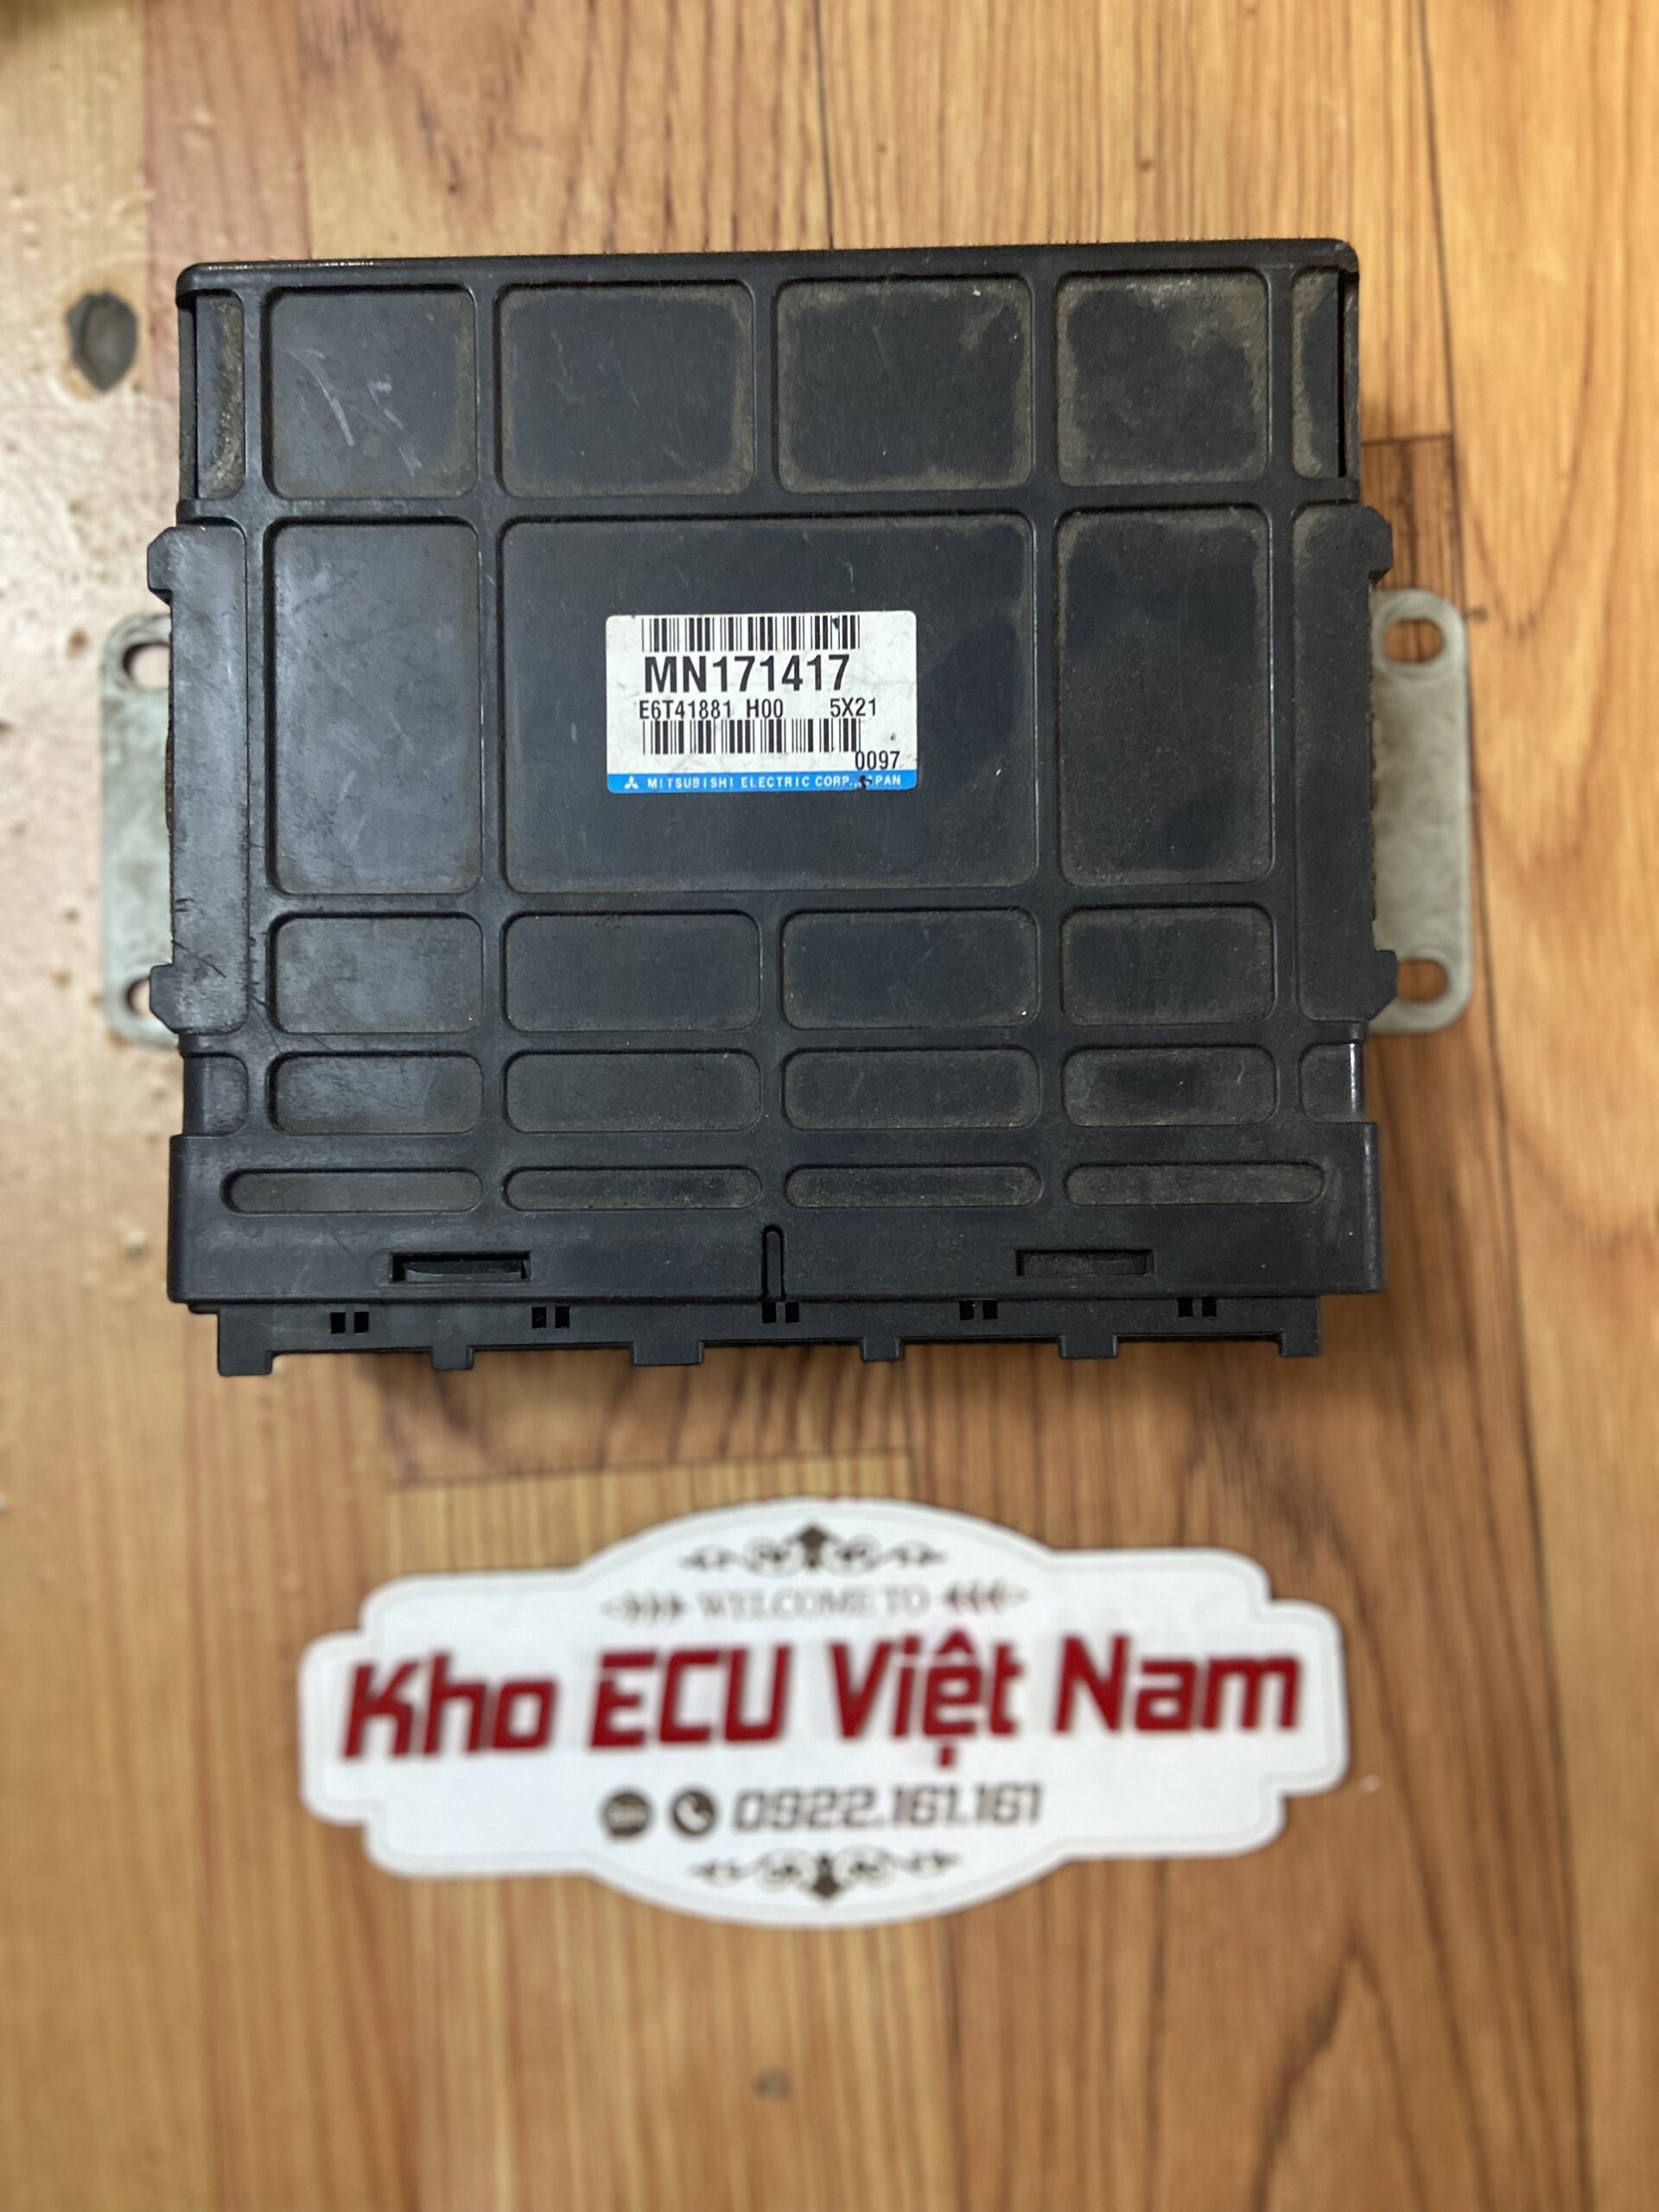 MN171417
E6T41881 H00 5X21
0097
MITSUBISHI ELECTRIC CORP.
WELCOME TO
Kho ECU Việt Nam
0922.161.161